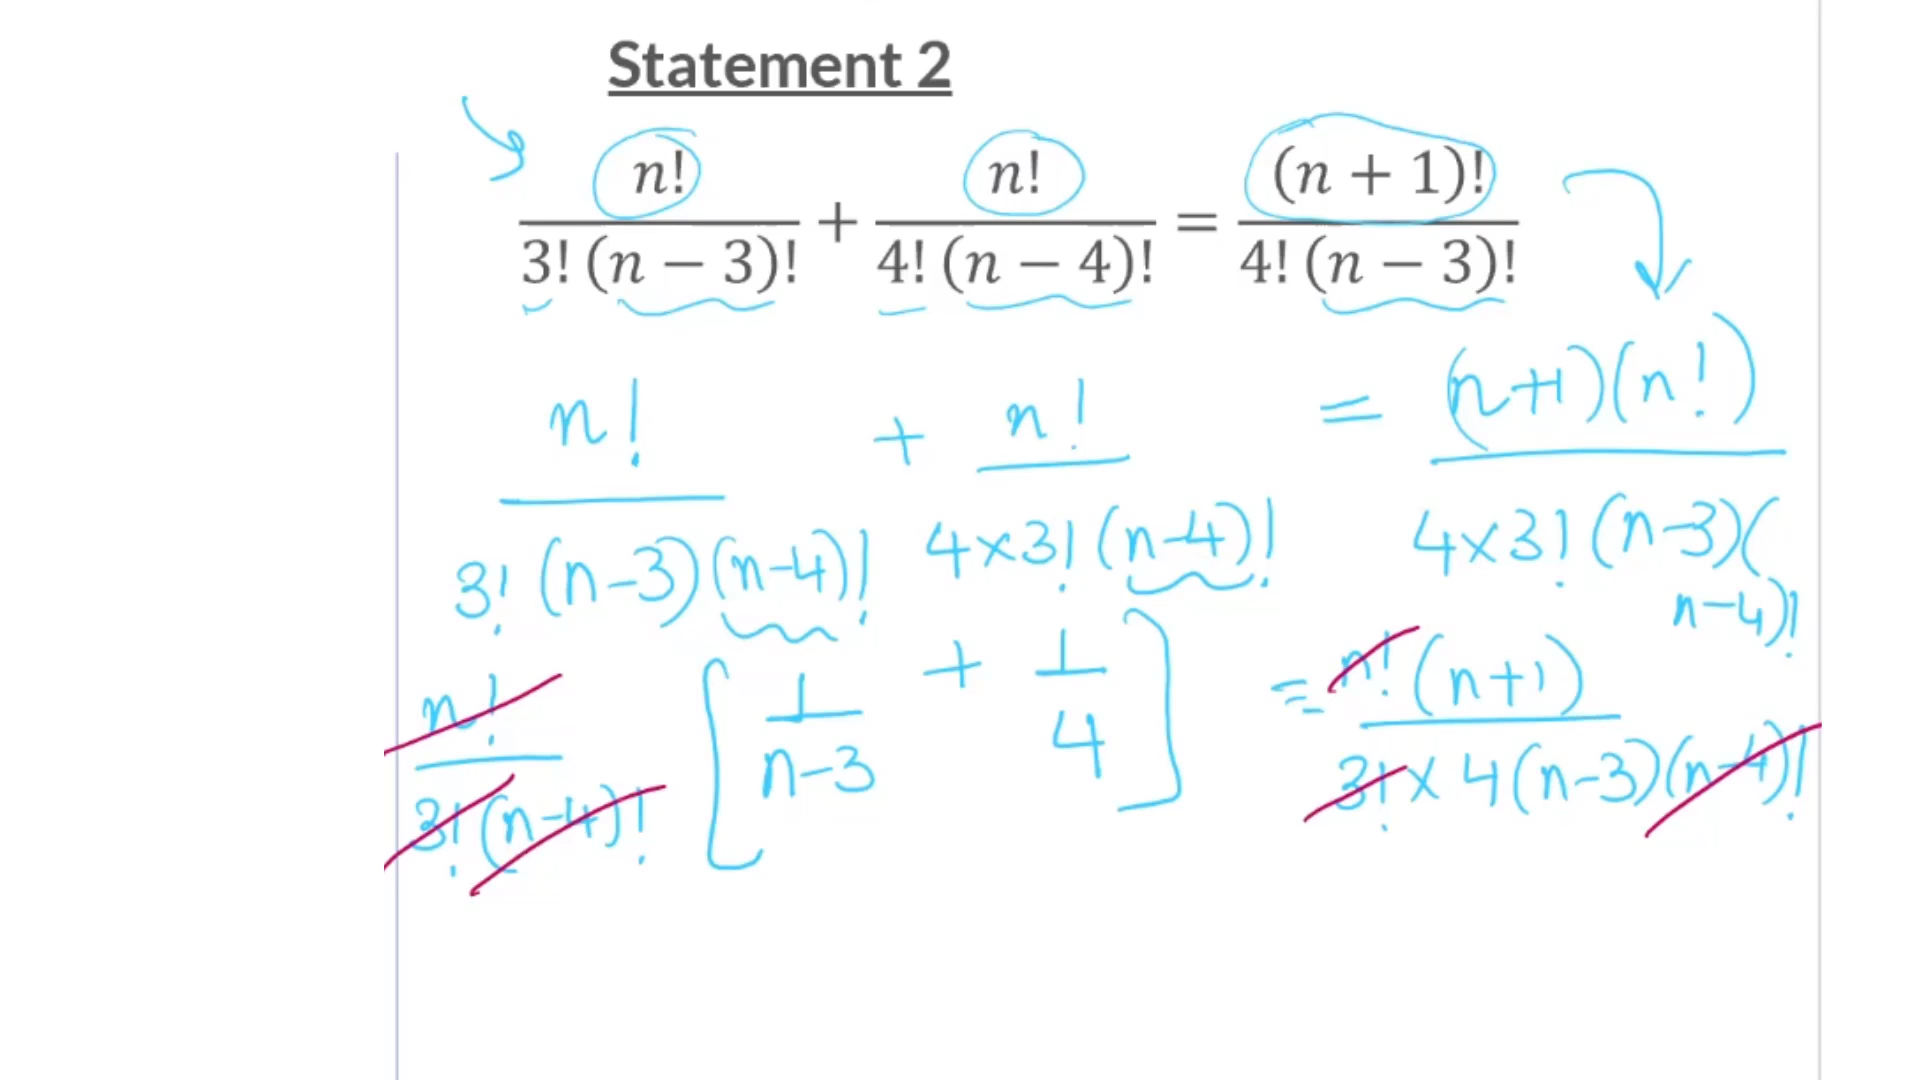 Statement 2
n!/(3! (n − 3)!) + n!/(4! (n − 4)!) = (n + 1)!/(4! (n − 3)!)
n!/(3! (n-3)(n-4)!) + n!/(4×3! (n-4)!) = (n+1)(n!)/(4×3! (n-3)(n-4)!)
n!/(3! (n-4)!) [1/(n-3) + 1/4] = n! (n+1)/(3! × 4 (n-3)(n-4)!)